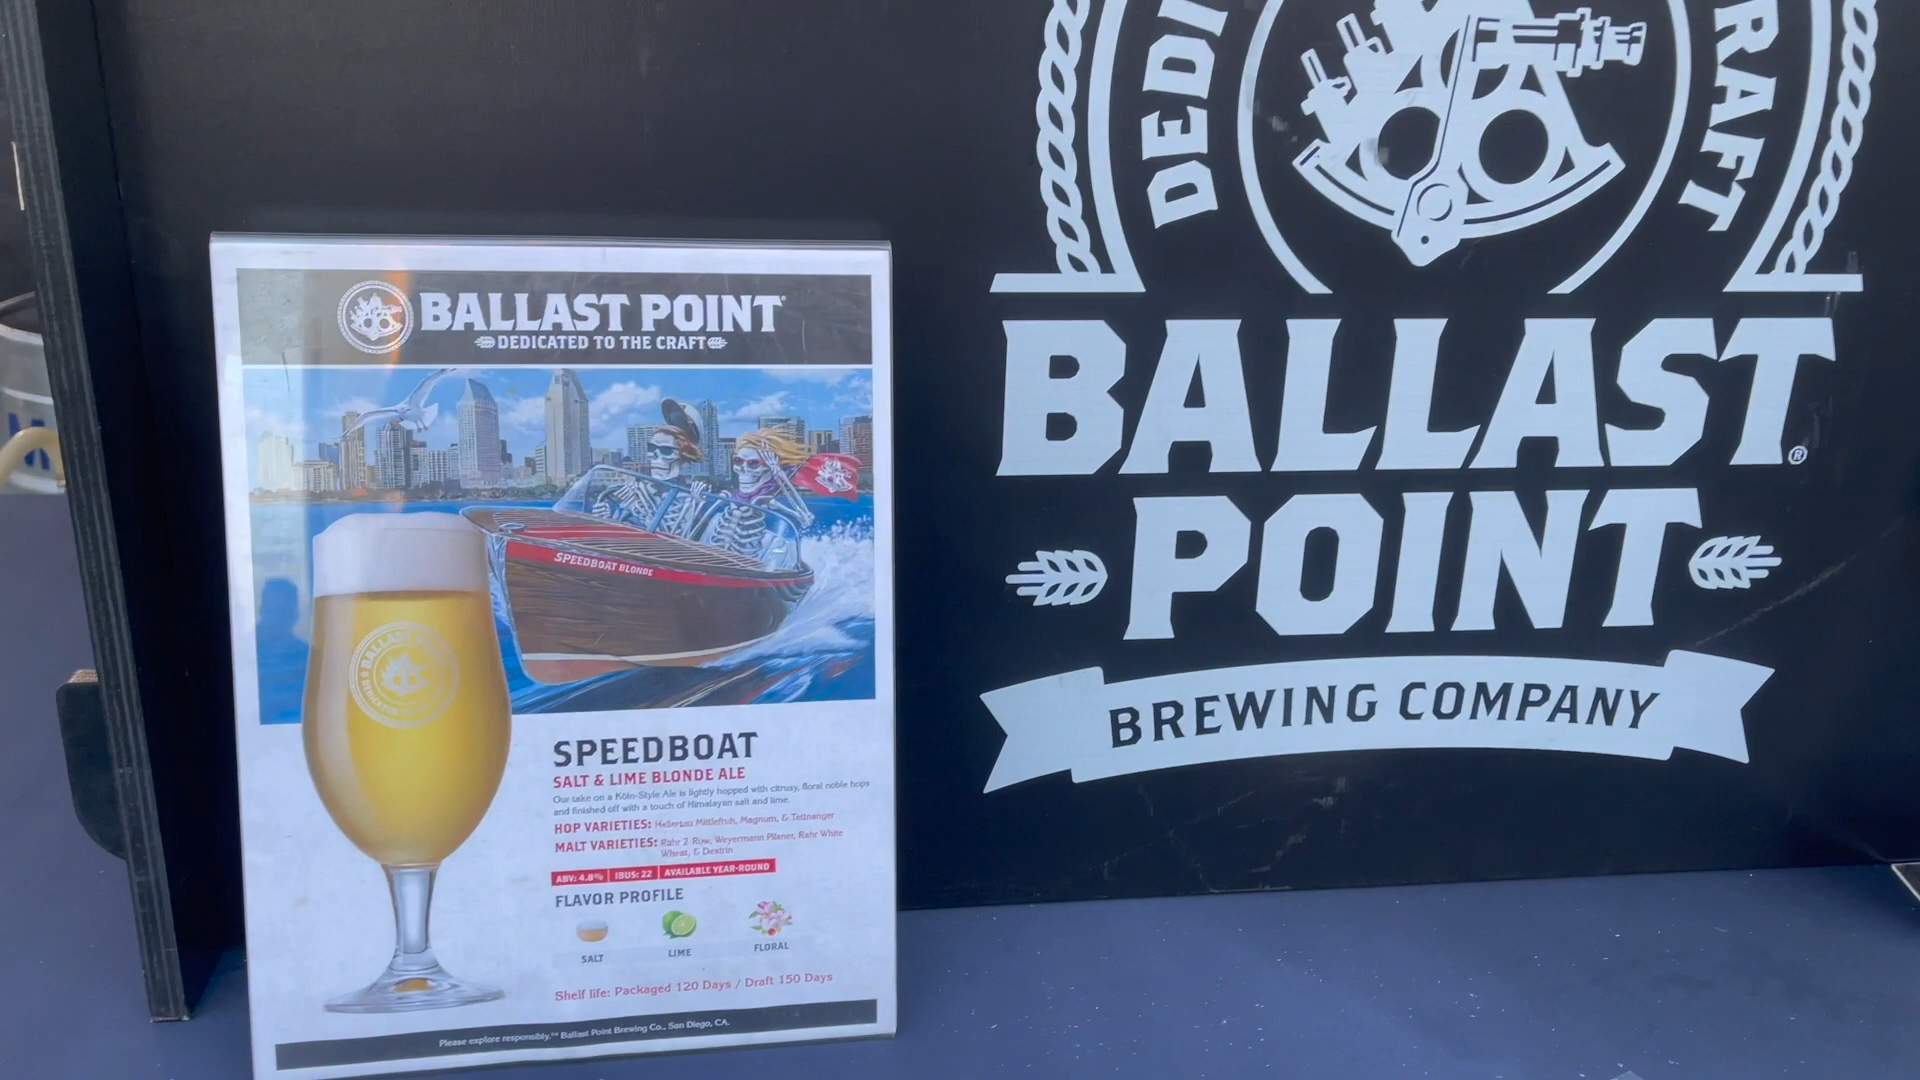 BALLAST POINT
DEDICATED TO THE CRAFT
SPEEDBOAT BLONDE
BALLAST POINT
SPEEDBOAT
SALT & LIME BLONDE ALE
Our take on a Köln-Style Ale is lightly hopped with citrusy, floral noble hops
and finished off with a touch of Himalayan salt and lime.
HOP VARIETIES: Hallertau Mittlefruh, Magnum, & Tettnanger
MALT VARIETIES: Rahr 2-Row, Weyermann Pilsner, Rahr White
Wheat, & Dextrin
ABV: 4.8% | IBUS: 22 | AVAILABLE YEAR-ROUND
FLAVOR PROFILE
SALT LIME FLORAL
Shelf life: Packaged 120 Days / Draft 150 Days
Please explore responsibly.™ Ballast Point Brewing Co., San Diego, CA.
DEDI
RAFT
BALLAST
POINT
BREWING COMPANY